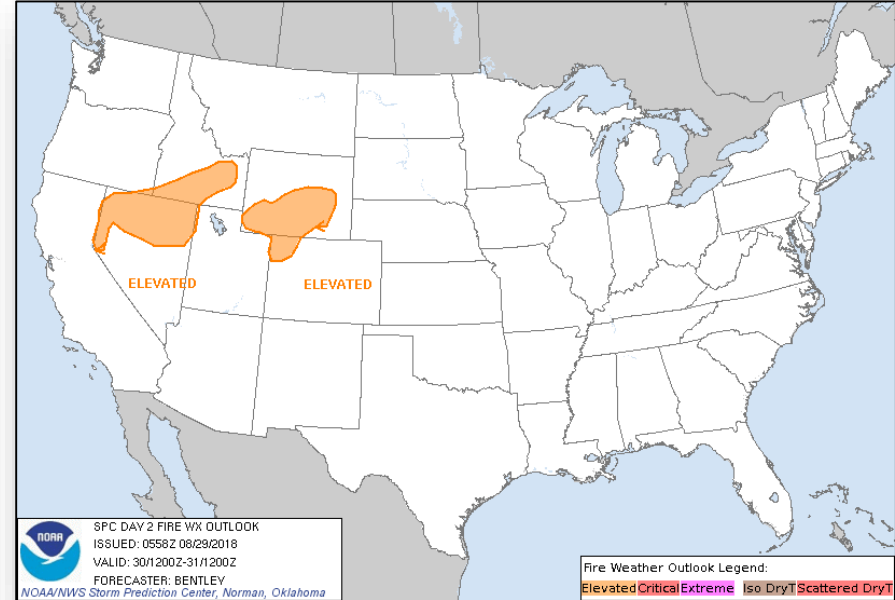 ELEVATED
ELEVATED
NOAA
SPC DAY 2 FIRE WX OUTLOOK
ISSUED: 0558Z 08/29/2018
VALID: 30/1200Z-31/1200Z
FORECASTER: BENTLEY
NOAA/NWS Storm Prediction Center, Norman, Oklahoma
Fire Weather Outlook Legend:
Elevated Critical Extreme Iso DryT Scattered DryT